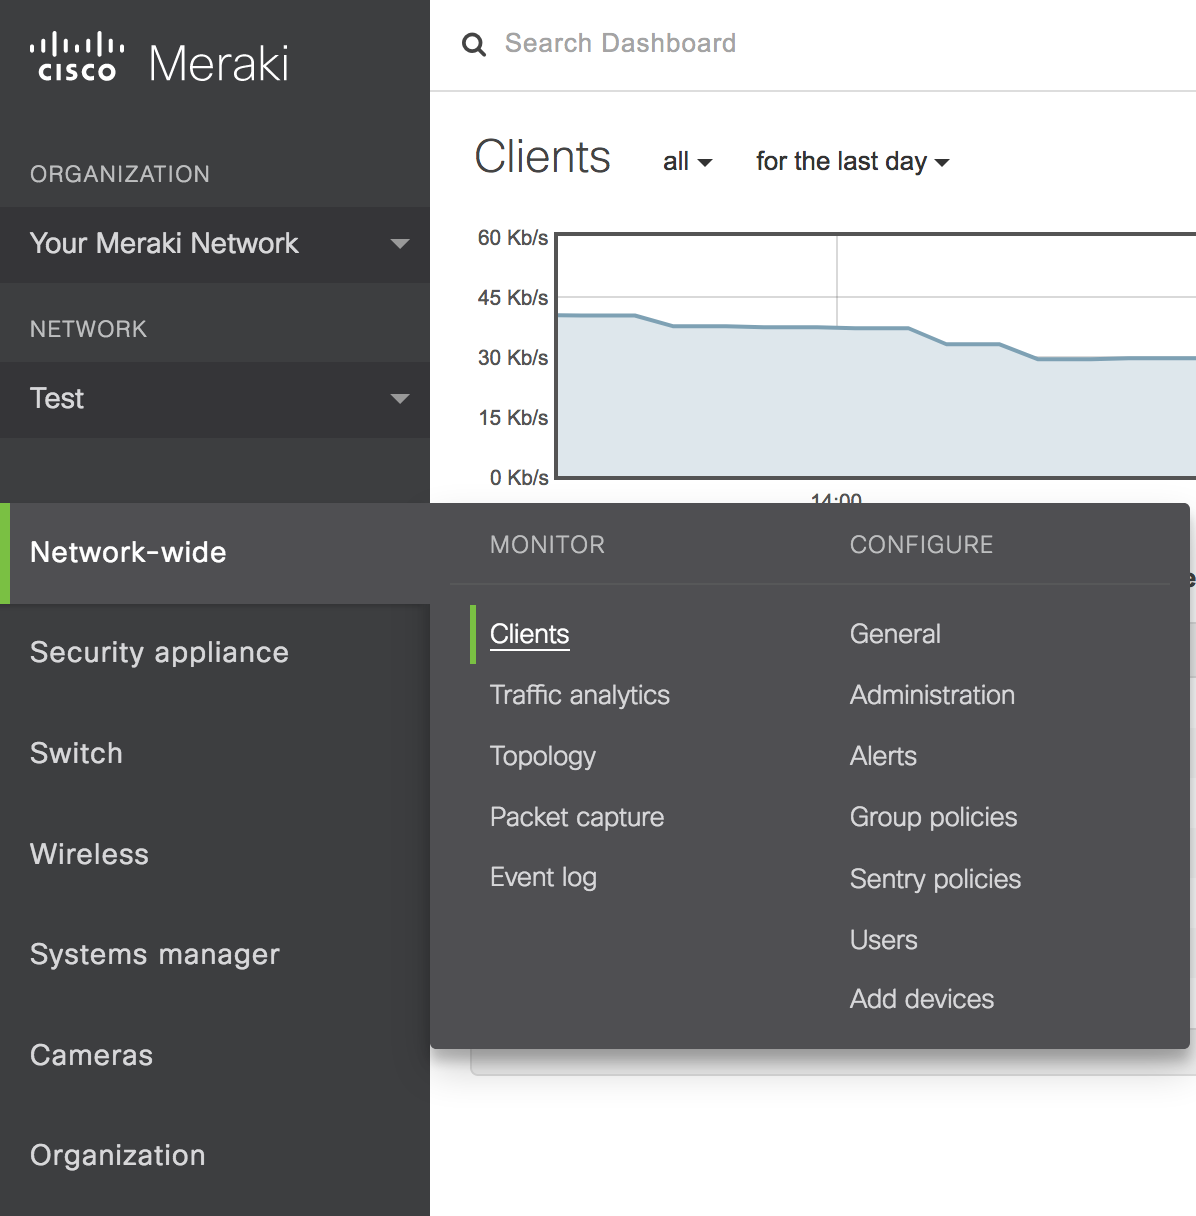 CISCO Meraki
ORGANIZATION
Your Meraki Network
NETWORK
Test
Network-wide
Security appliance
Switch
Wireless
Systems manager
Cameras
Organization
Search Dashboard
Clients all for the last day
60 Kb/s
45 Kb/s
30 Kb/s
15 Kb/s
0 Kb/s
14:00
MONITOR
Clients
Traffic analytics
Topology
Packet capture
Event log
CONFIGURE
General
Administration
Alerts
Group policies
Sentry policies
Users
Add devices